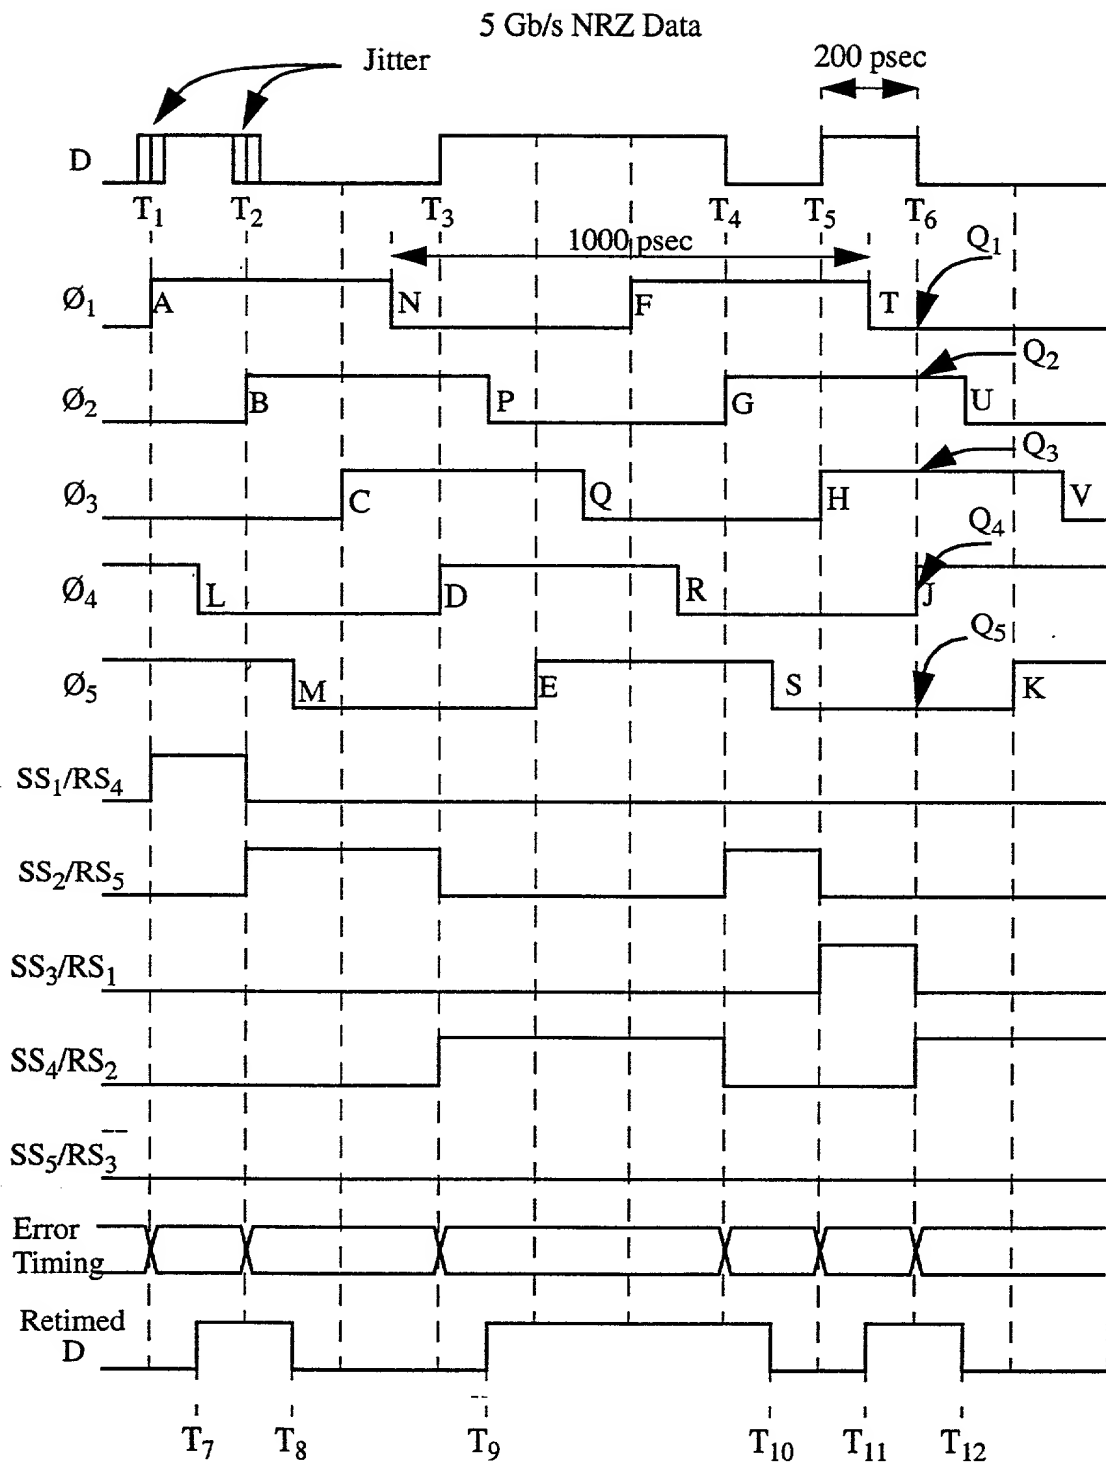 5 Gb/s NRZ Data
Jitter
200 psec
D
T1 T2 T3 T4 T5 T6
1000 psec
Q1
Ø1 A N F T
Q2
Ø2 B P G U
Q3
Ø3 C Q H V
Q4
Ø4 L D R J
Q5
Ø5 M E S K
SS1/RS4
SS2/RS5
SS3/RS1
SS4/RS2
SS5/RS3
Error
Timing
Retimed
D
T7 T8 T9 T10 T11 T12